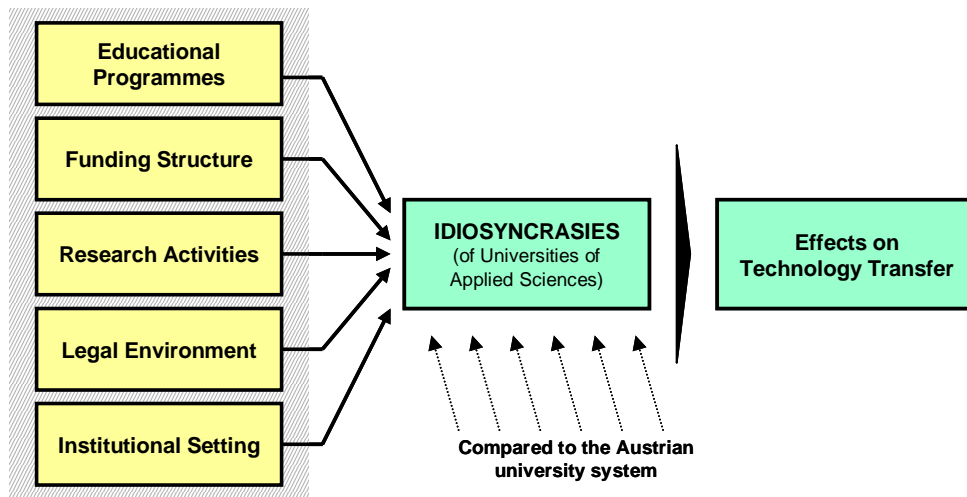 Educational
Programmes
Funding Structure
Research Activities
Legal Environment
Institutional Setting
IDIOSYNCRASIES
(of Universities of
Applied Sciences)
Effects on
Technology Transfer
Compared to the Austrian
university system